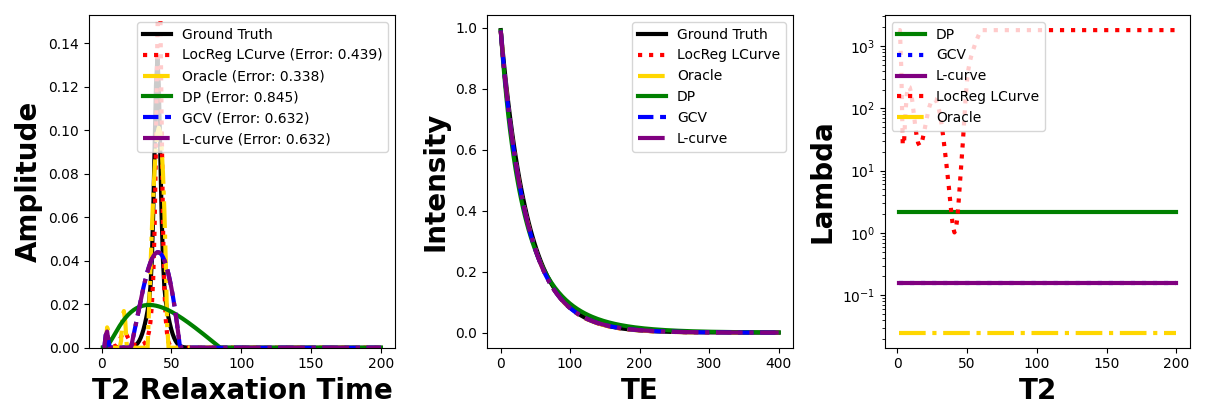 Amplitude
0.14
0.12
0.10
0.08
0.06
0.04
0.02
0.00
Ground Truth
LocReg LCurve (Error: 0.439)
Oracle (Error: 0.338)
DP (Error: 0.845)
GCV (Error: 0.632)
L-curve (Error: 0.632)
0 50 100 150 200
T2 Relaxation Time
Intensity
1.0
0.8
0.6
0.4
0.2
0.0
Ground Truth
LocReg LCurve
Oracle
DP
GCV
L-curve
0 100 200 300 400
TE
Lambda
10³
10²
10¹
10⁰
10⁻¹
DP
GCV
L-curve
LocReg LCurve
Oracle
0 50 100 150 200
T2